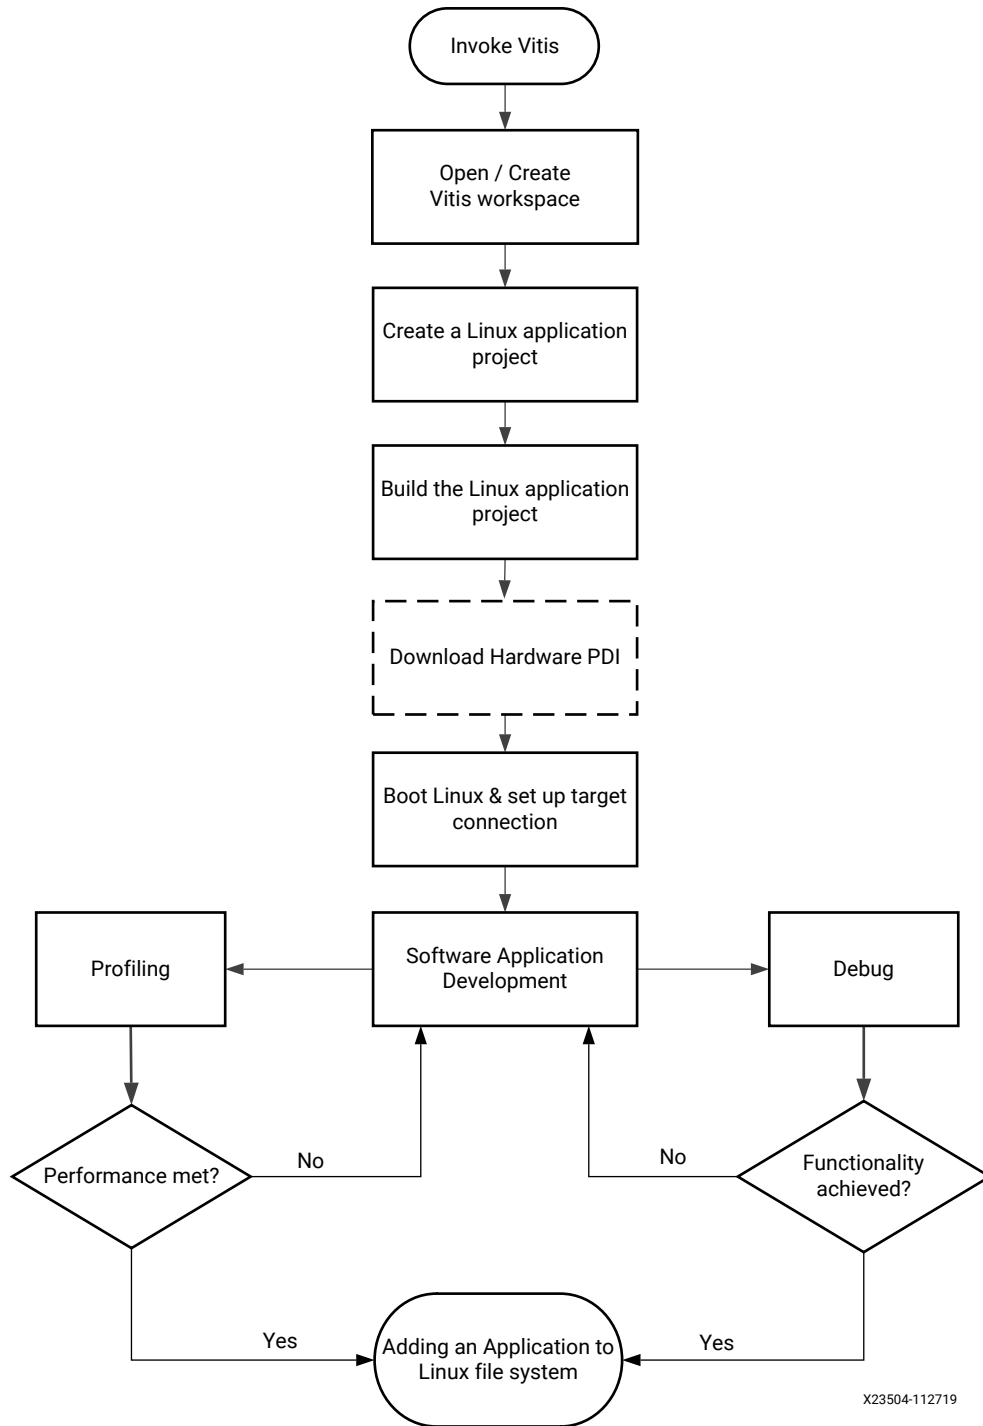 Invoke Vitis
Open / Create
Vitis workspace
Create a Linux application
project
Build the Linux application
project
Download Hardware PDI
Boot Linux & set up target
connection
Profiling
Software Application
Development
Debug
Performance met?
No
No
Functionality
achieved?
Yes
Adding an Application to
Linux file system
Yes
X23504-112719